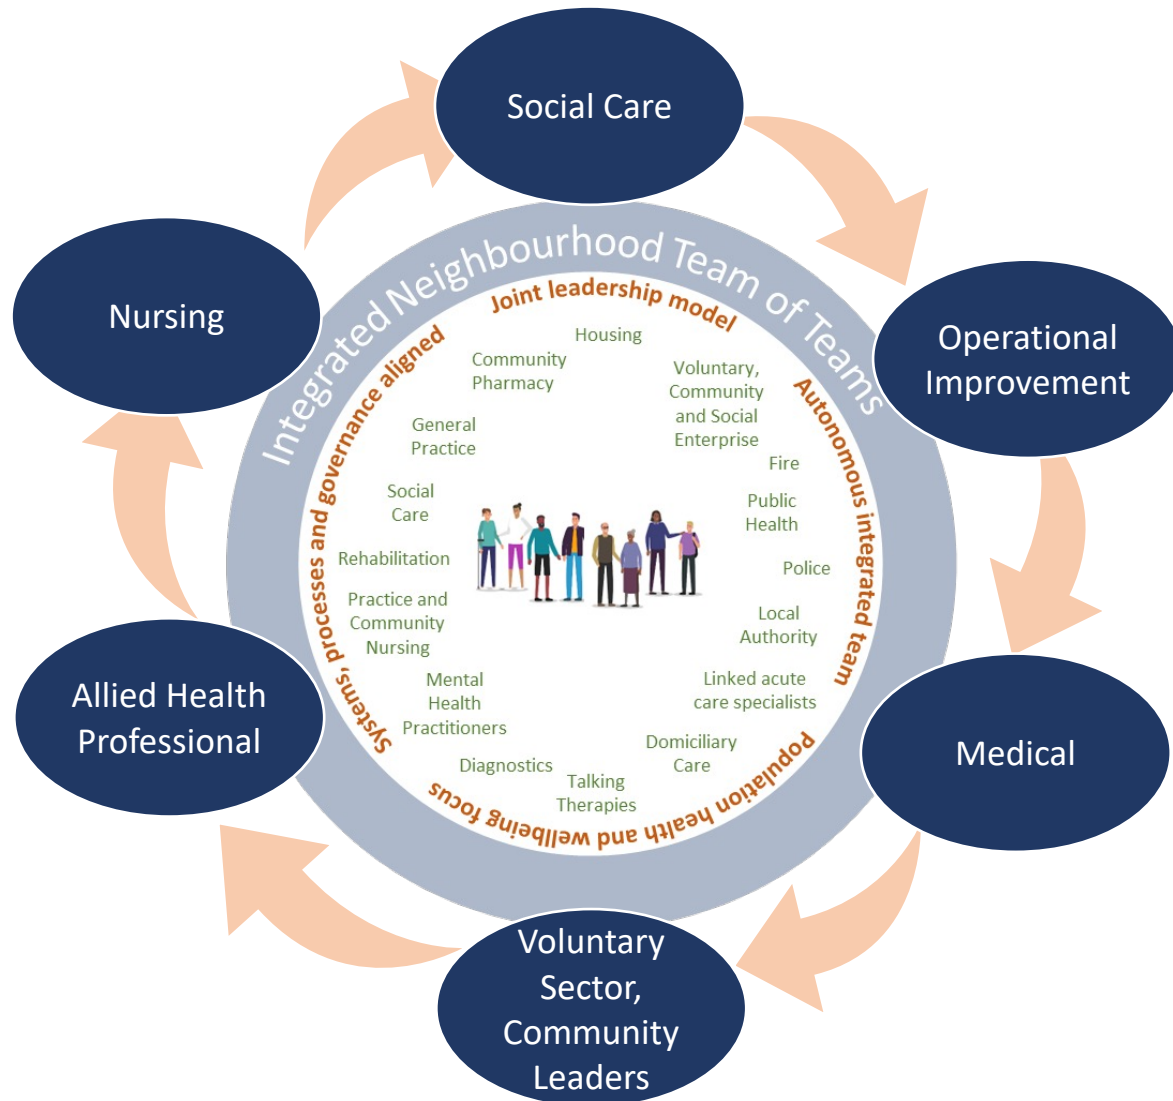 Social Care
Operational
Improvement
Medical
Voluntary
Sector,
Community
Leaders
Allied Health
Professional
Nursing
Integrated Neighbourhood Team of Teams
Joint leadership model
Autonomous integrated team
Population health and wellbeing focus
Systems, processes and governance aligned
Housing
Voluntary,
Community
and Social
Enterprise
Fire
Public
Health
Police
Local
Authority
Linked acute
care specialists
Domiciliary
Care
Talking
Therapies
Diagnostics
Mental
Health
Practitioners
Practice and
Community
Nursing
Rehabilitation
Social
Care
General
Practice
Community
Pharmacy